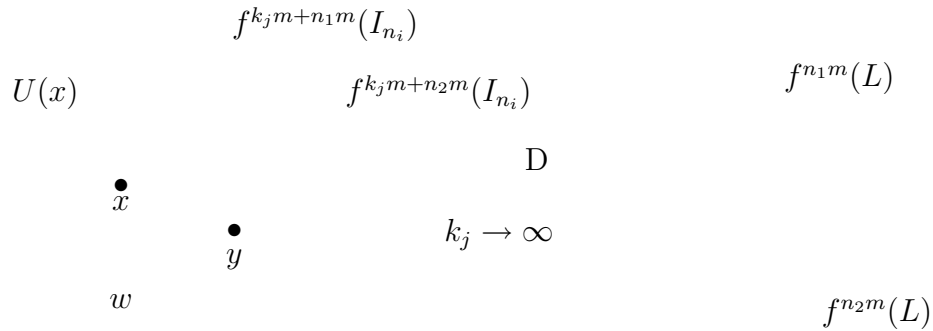 $f^{k_j m+n_1 m}(I_{n_i})$
$U(x)$
$f^{k_j m+n_2 m}(I_{n_i})$
$f^{n_1 m}(L)$
D
$x$
$y$
$k_j \to \infty$
$w$
$f^{n_2 m}(L)$